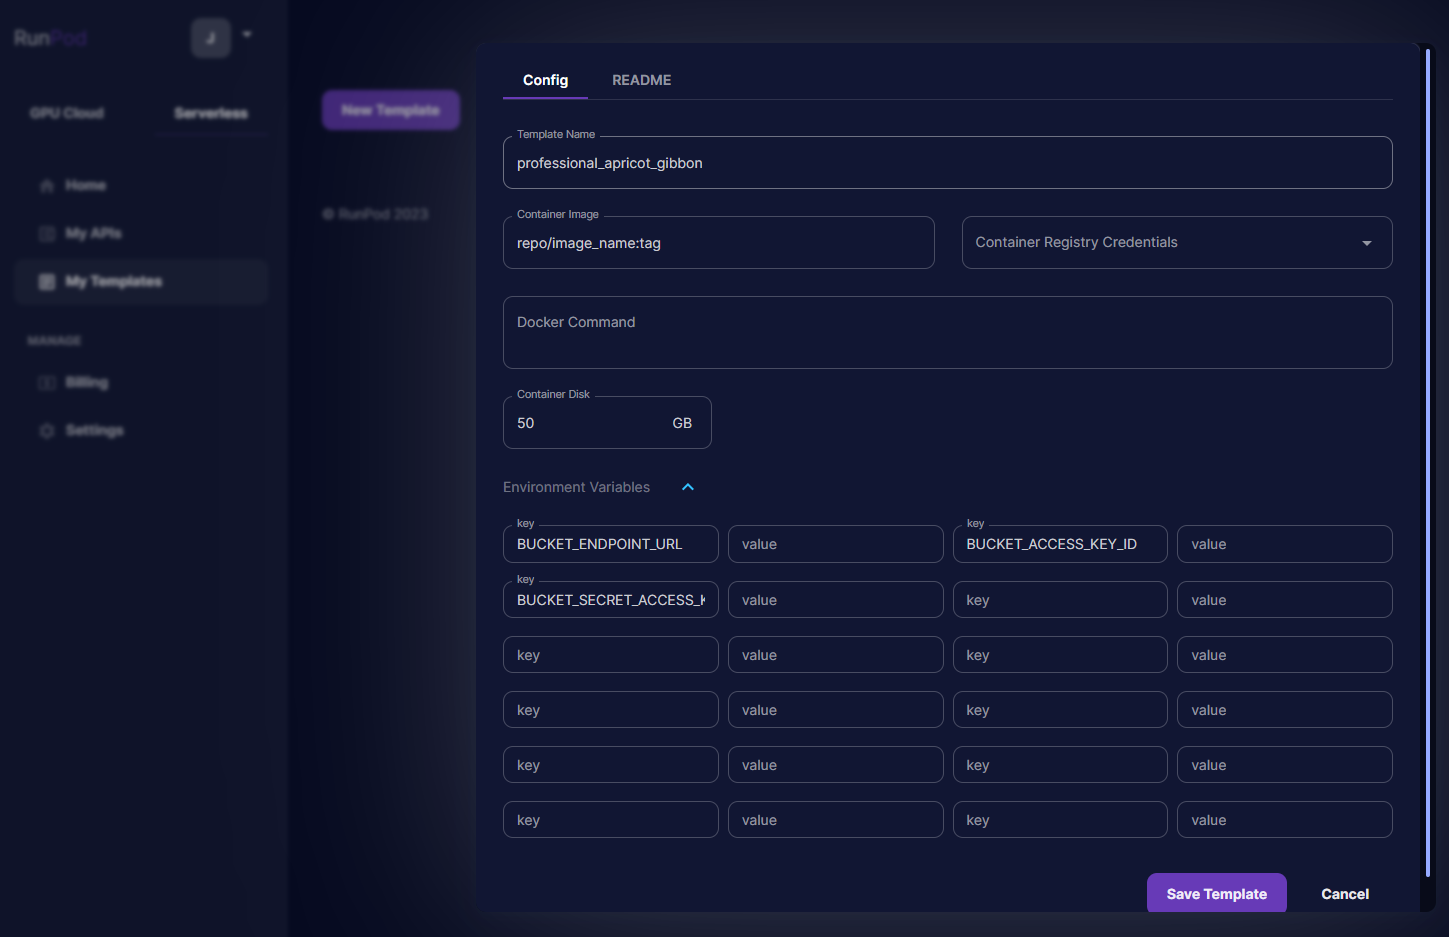 RunPod
J
GPU Cloud
Serverless
Home
My APIs
My Templates
MANAGE
Billing
Settings
New Template
© RunPod 2023
Config
README
Template Name
professional_apricot_gibbon
Container Image
repo/image_name:tag
Container Registry Credentials
Docker Command
Container Disk
50 GB
Environment Variables
key key
BUCKET_ENDPOINT_URL value BUCKET_ACCESS_KEY_ID value
key
BUCKET_SECRET_ACCESS_K value key value
key value key value
key value key value
key value key value
key value key value
Save Template
Cancel